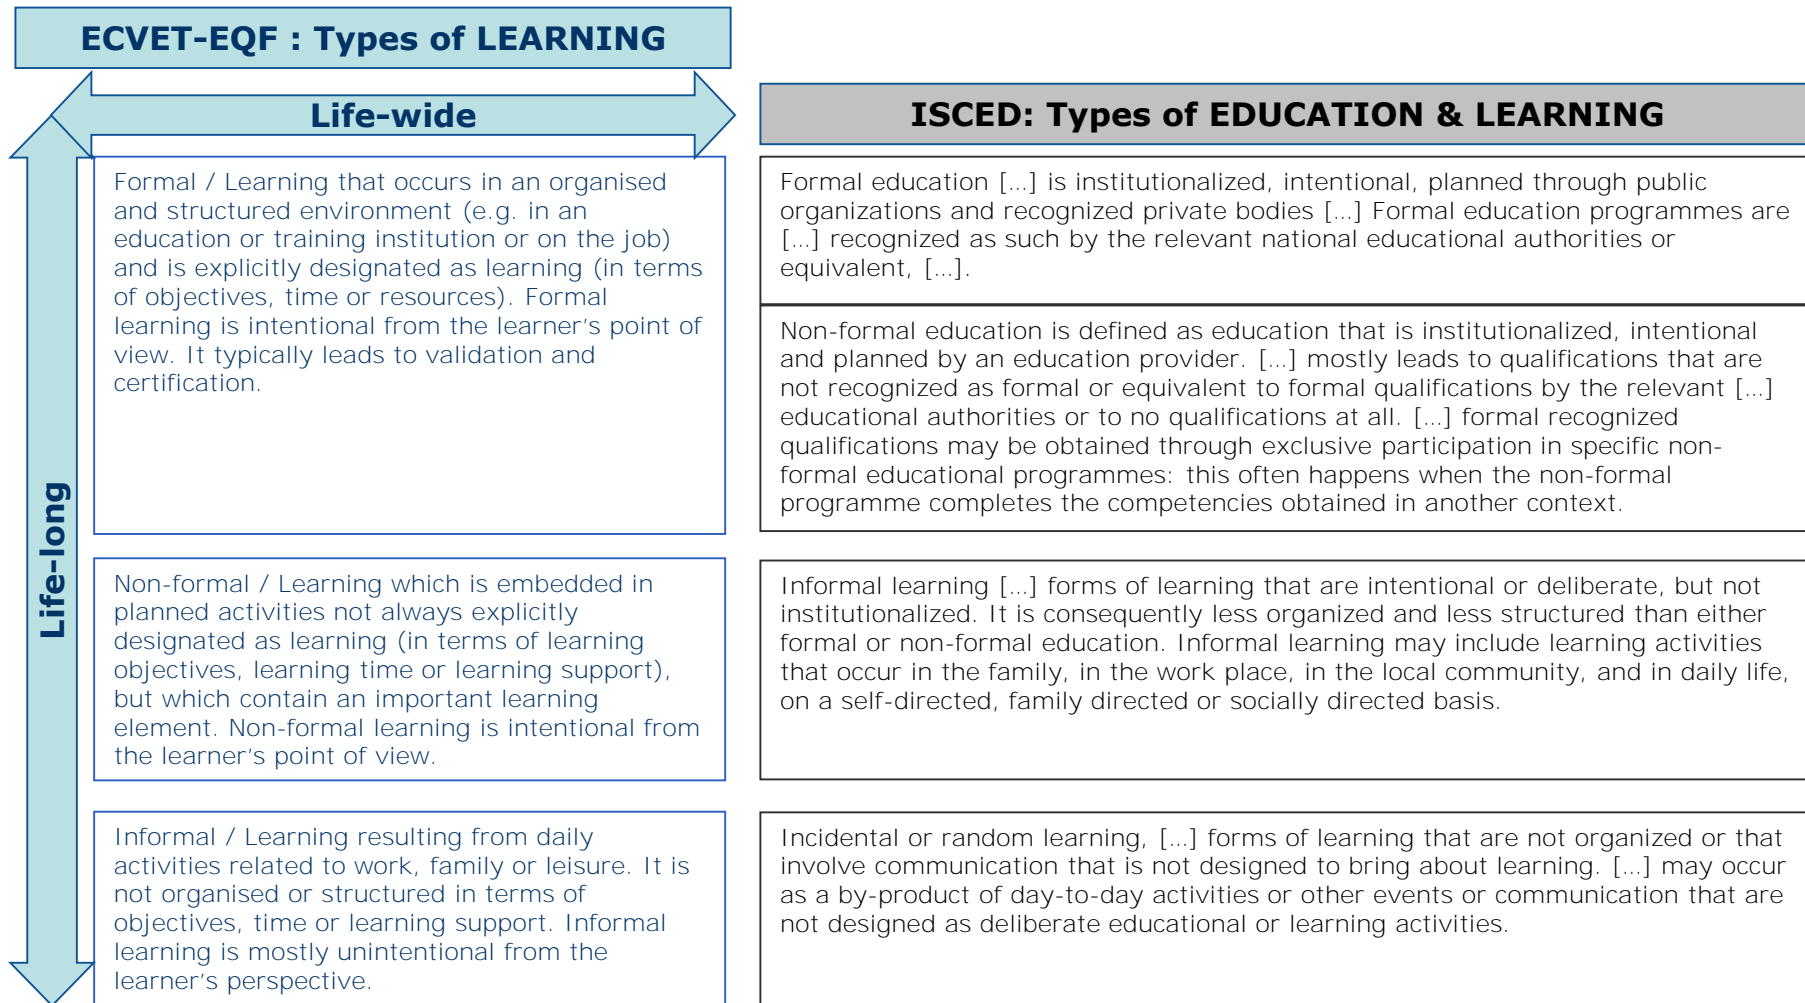 ECVET-EQF : Types of LEARNING
Life-wide
Life-long
Formal / Learning that occurs in an organised
and structured environment (e.g. in an
education or training institution or on the job)
and is explicitly designated as learning (in terms
of objectives, time or resources). Formal
learning is intentional from the learner’s point of
view. It typically leads to validation and
certification.
Non-formal / Learning which is embedded in
planned activities not always explicitly
designated as learning (in terms of learning
objectives, learning time or learning support),
but which contain an important learning
element. Non-formal learning is intentional from
the learner’s point of view.
Informal / Learning resulting from daily
activities related to work, family or leisure. It is
not organised or structured in terms of
objectives, time or learning support. Informal
learning is mostly unintentional from the
learner’s perspective.
ISCED: Types of EDUCATION & LEARNING
Formal education […] is institutionalized, intentional, planned through public
organizations and recognized private bodies […] Formal education programmes are
[…] recognized as such by the relevant national educational authorities or
equivalent, […].
Non-formal education is defined as education that is institutionalized, intentional
and planned by an education provider. […] mostly leads to qualifications that are
not recognized as formal or equivalent to formal qualifications by the relevant […]
educational authorities or to no qualifications at all. […] formal recognized
qualifications may be obtained through exclusive participation in specific non-
formal educational programmes: this often happens when the non-formal
programme completes the competencies obtained in another context.
Informal learning […] forms of learning that are intentional or deliberate, but not
institutionalized. It is consequently less organized and less structured than either
formal or non-formal education. Informal learning may include learning activities
that occur in the family, in the work place, in the local community, and in daily life,
on a self-directed, family directed or socially directed basis.
Incidental or random learning, […] forms of learning that are not organized or that
involve communication that is not designed to bring about learning. […] may occur
as a by-product of day-to-day activities or other events or communication that are
not designed as deliberate educational or learning activities.